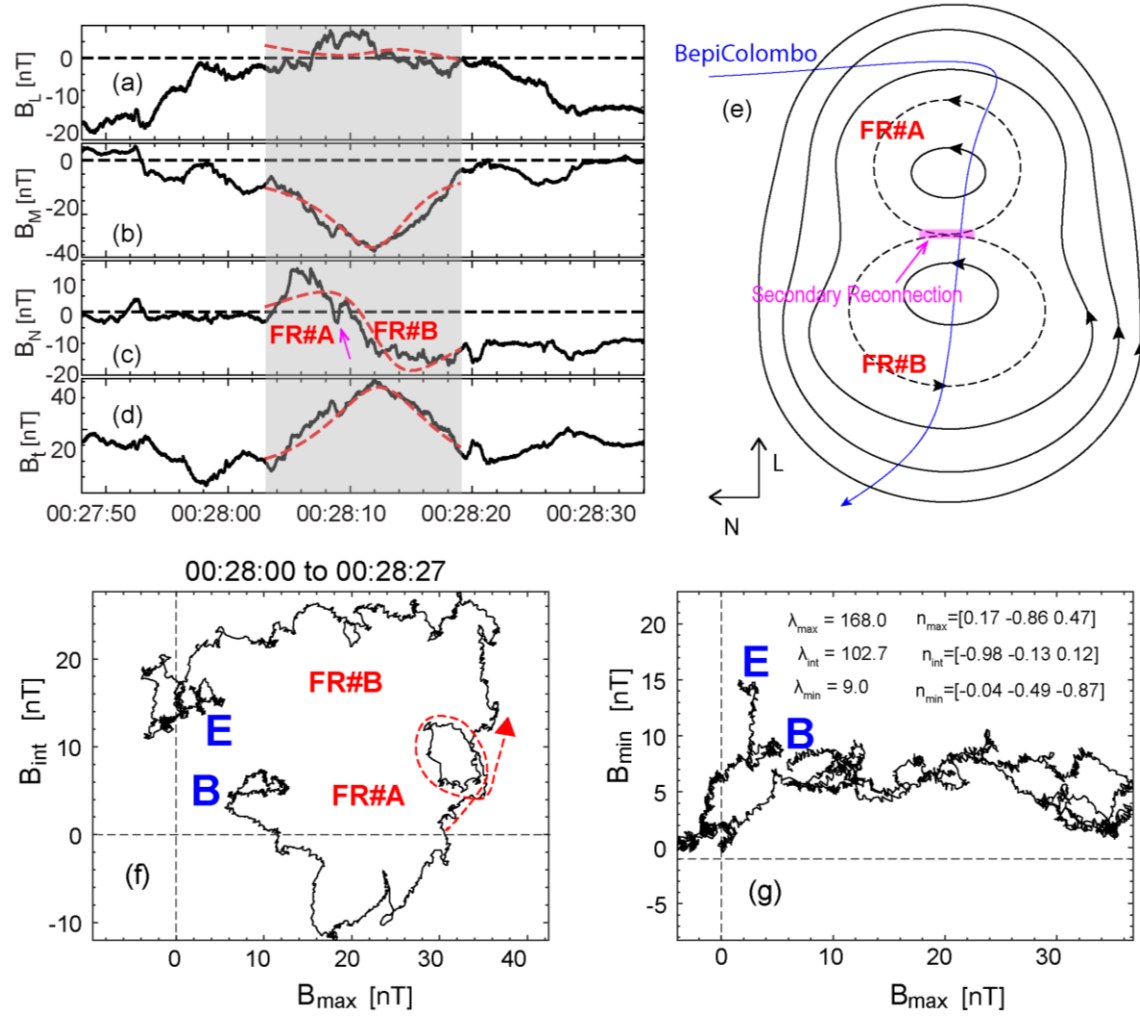 B_L [nT]
0
-10
-20
(a)
B_M [nT]
0
-20
-40
(b)
B_N [nT]
10
0
-10
-20
(c)
FR#A
FR#B
B_t [nT]
40
20
(d)
00:27:50 00:28:00 00:28:10 00:28:20 00:28:30
BepiColombo
(e)
FR#A
Secondary Reconnection
FR#B
L
N
00:28:00 to 00:28:27
B_int [nT]
20
10
0
-10
FR#B
E
B
FR#A
(f)
0 10 20 30 40
B_max [nT]
B_min [nT]
20
15
10
5
0
-5
λ_max = 168.0 n_max=[0.17 -0.86 0.47]
λ_int = 102.7 n_int=[-0.98 -0.13 0.12]
λ_min = 9.0 n_min=[-0.04 -0.49 -0.87]
E
B
(g)
0 10 20 30
B_max [nT]